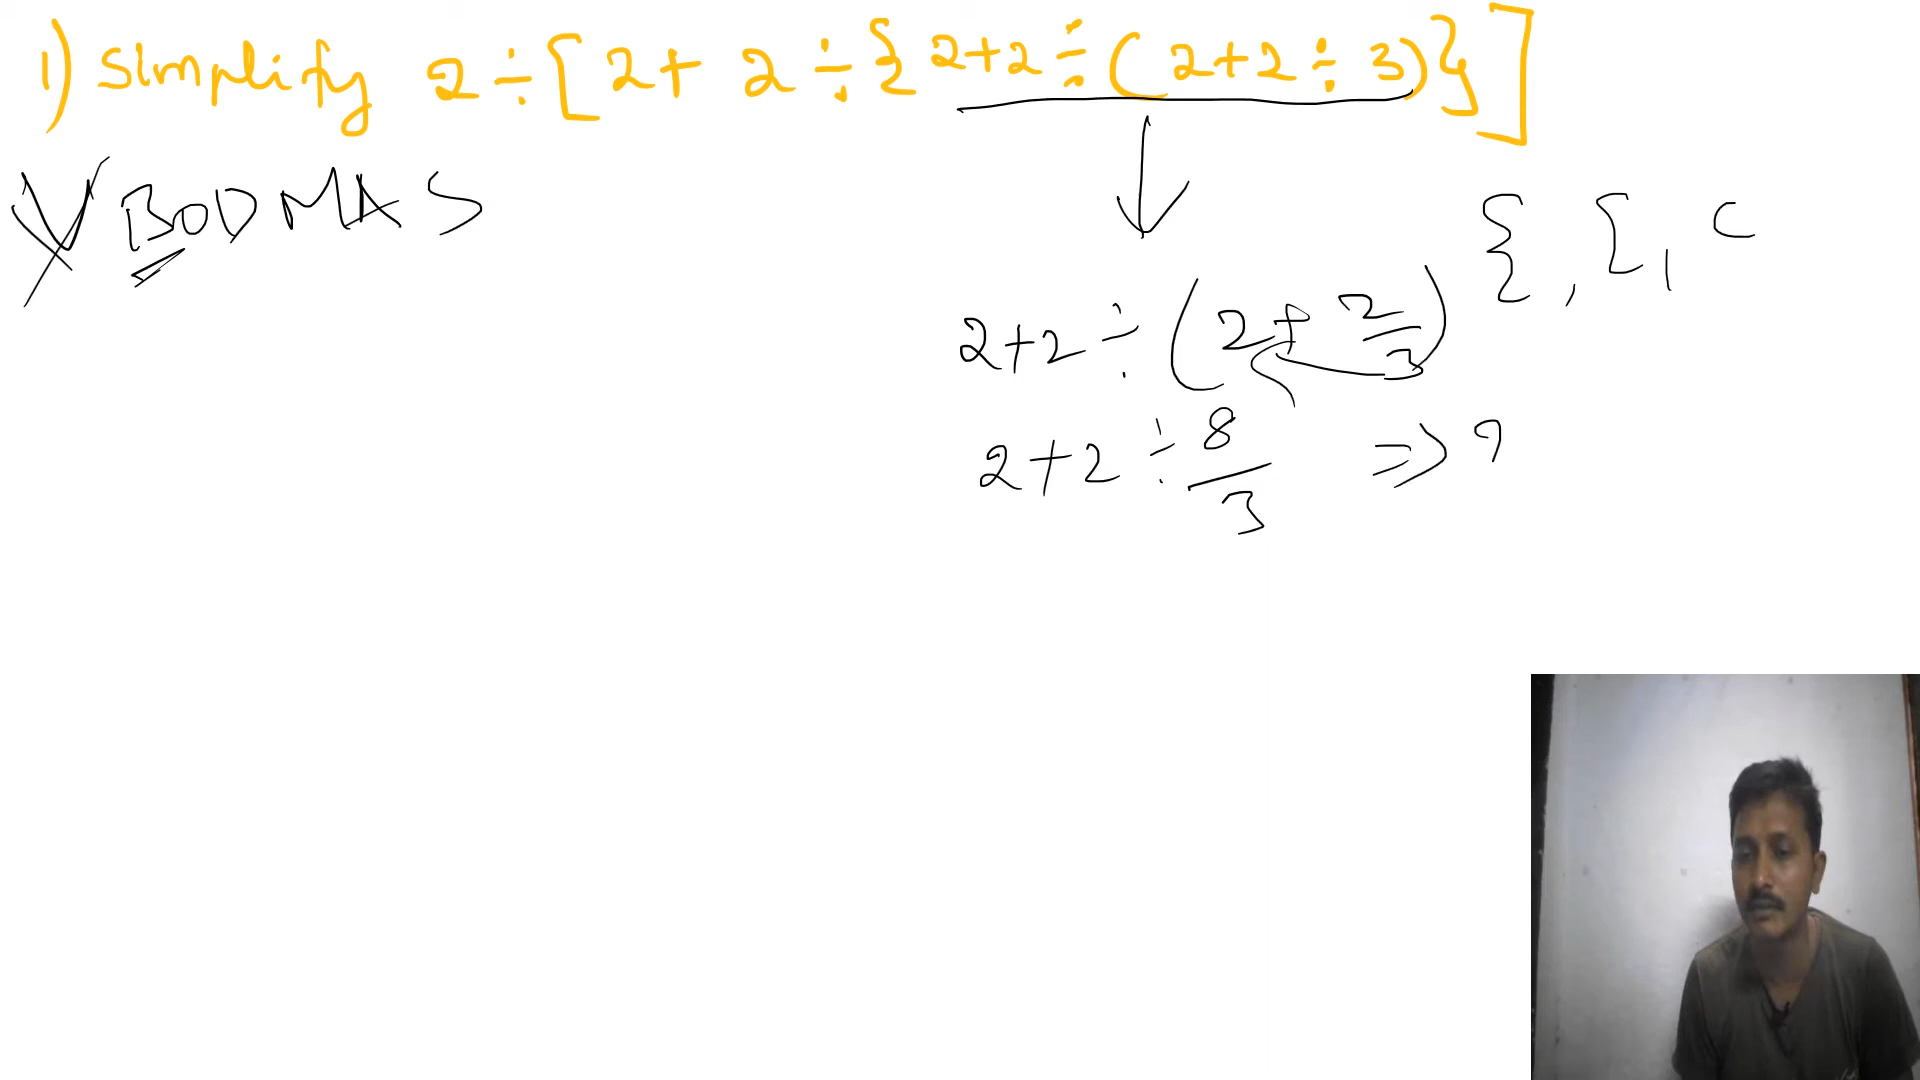 1) Simplify 2 ÷ [ 2 + 2 ÷ { 2+2 ÷ ( 2+2 ÷ 3 ) } ]
V BODMAS
{ , [ , (
2+2 ÷ ( 2 + 2/3 )
2+2 ÷ 8/3 ⇒ 2